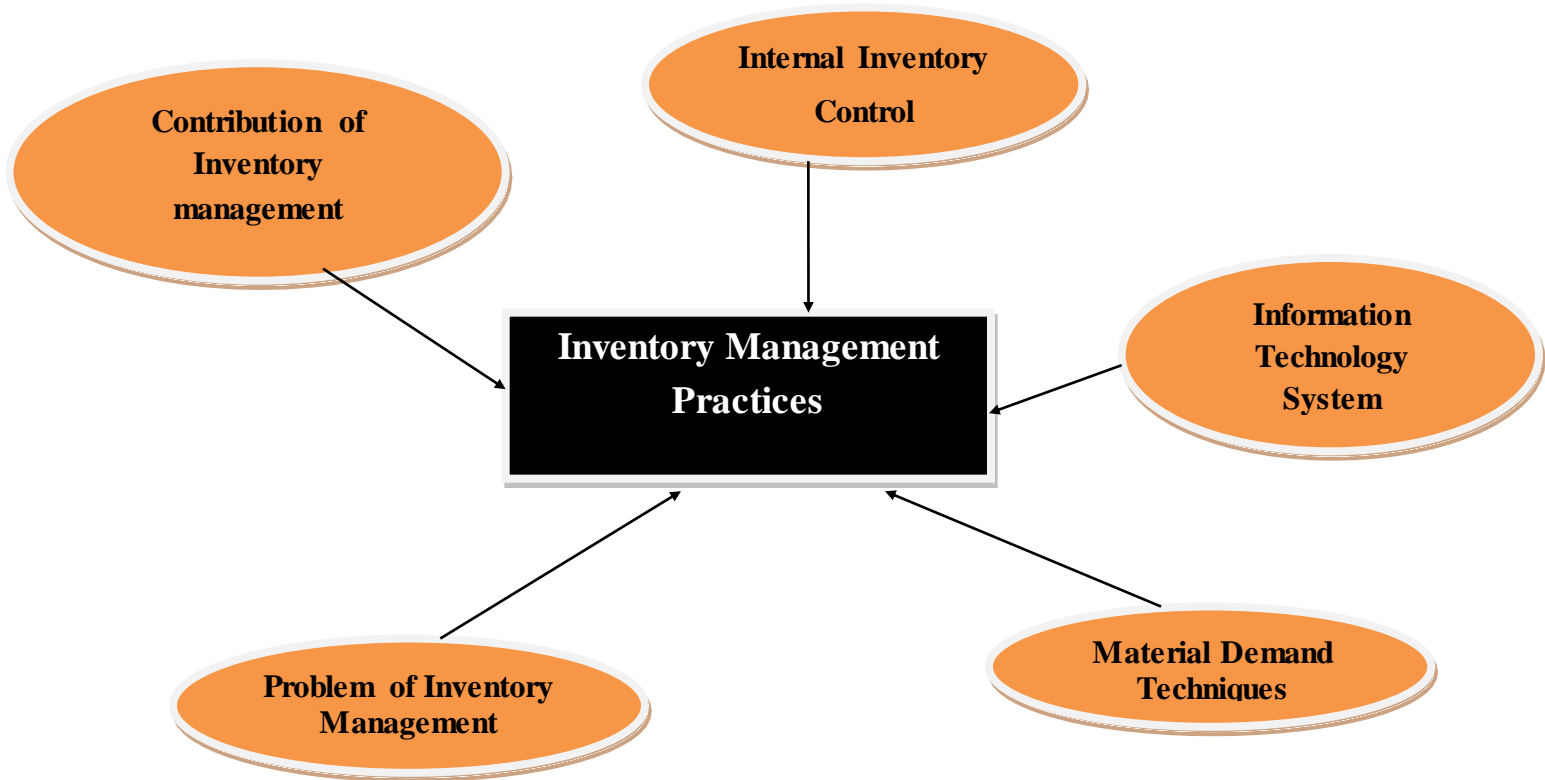 Internal Inventory
Control
Contribution of
Inventory
management
Information
Technology
System
Inventory Management
Practices
Material Demand
Techniques
Problem of Inventory
Management